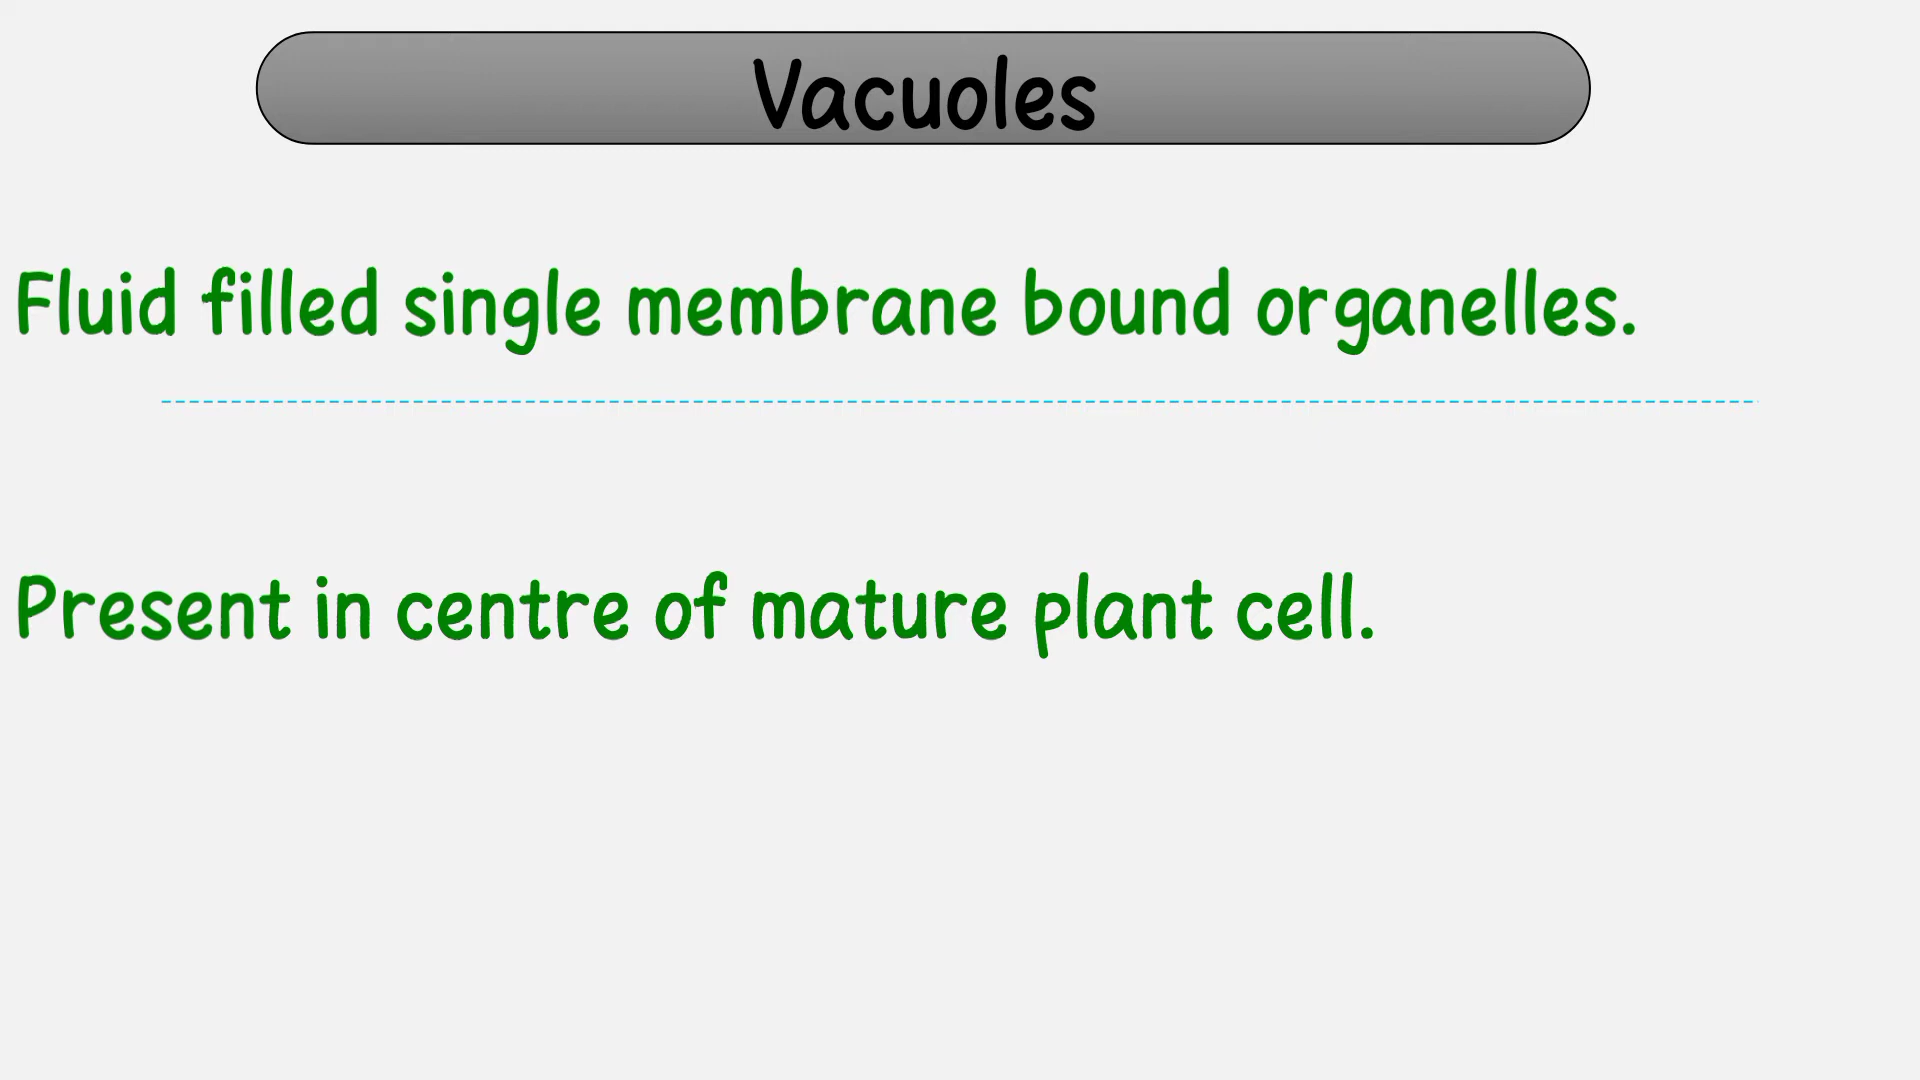 Vacuoles
Fluid filled single membrane bound organelles.
Present in centre of mature plant cell.